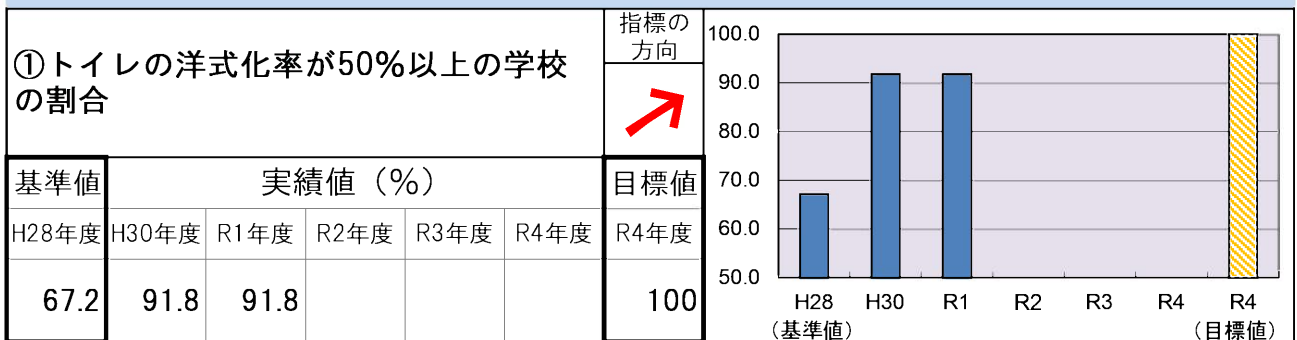 ①トイレの洋式化率が50%以上の学校
の割合
指標の
方向
基準値 実績値（%） 目標値
H28年度 H30年度 R1年度 R2年度 R3年度 R4年度 R4年度
67.2 91.8 91.8 100
100.0
90.0
80.0
70.0
60.0
50.0
H28 H30 R1 R2 R3 R4 R4
（基準値） （目標値）